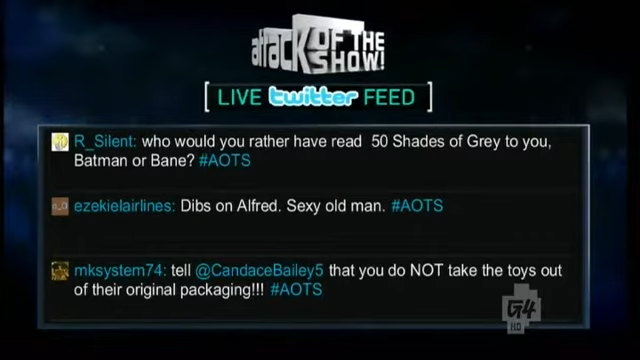 attack OF THE
SHOW!
[ LIVE twitter FEED ]
R_Silent: who would you rather have read 50 Shades of Grey to you,
Batman or Bane? #AOTS
ezekielairlines: Dibs on Alfred. Sexy old man. #AOTS
mksystem74: tell @CandaceBailey5 that you do NOT take the toys out
of their original packaging!!! #AOTS
G4
HD